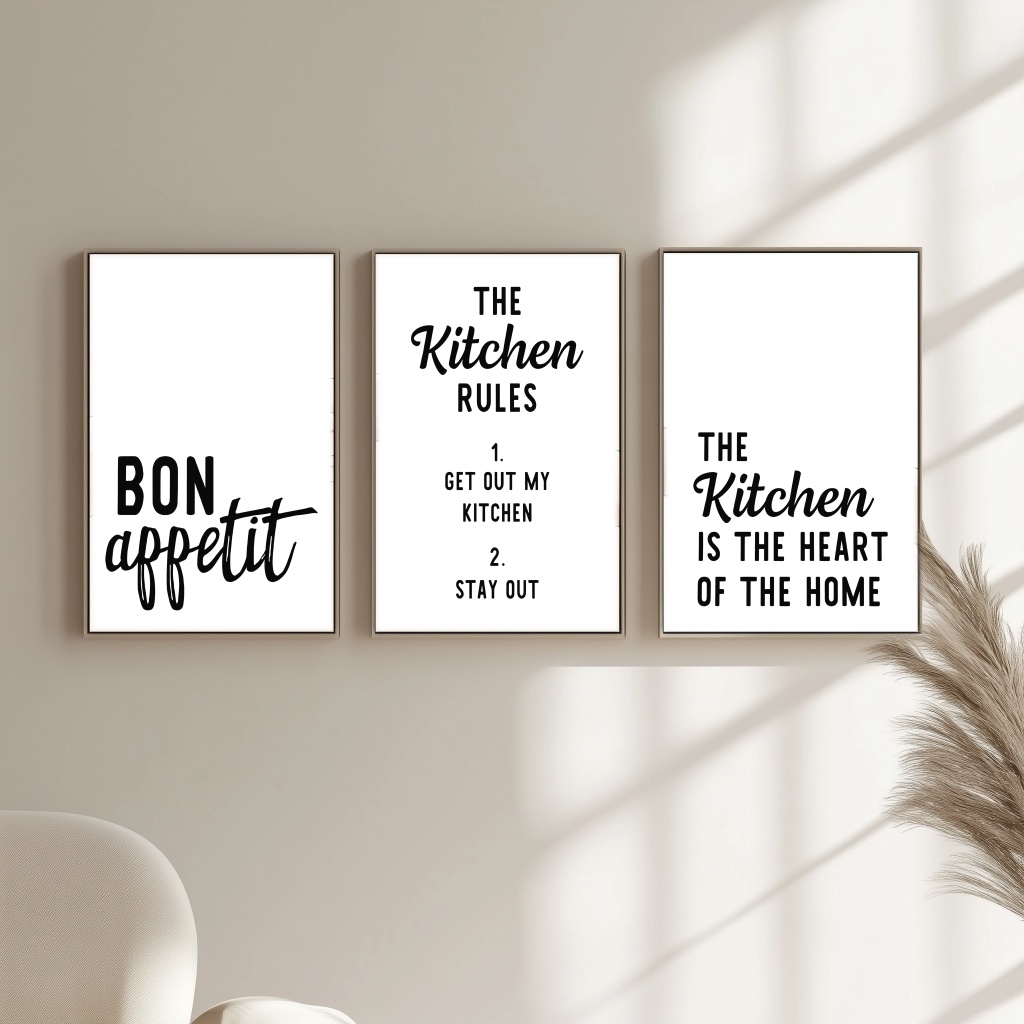 BON
appetit
THE
Kitchen
RULES
1.
GET OUT MY
KITCHEN
2.
STAY OUT
THE
Kitchen
IS THE HEART
OF THE HOME